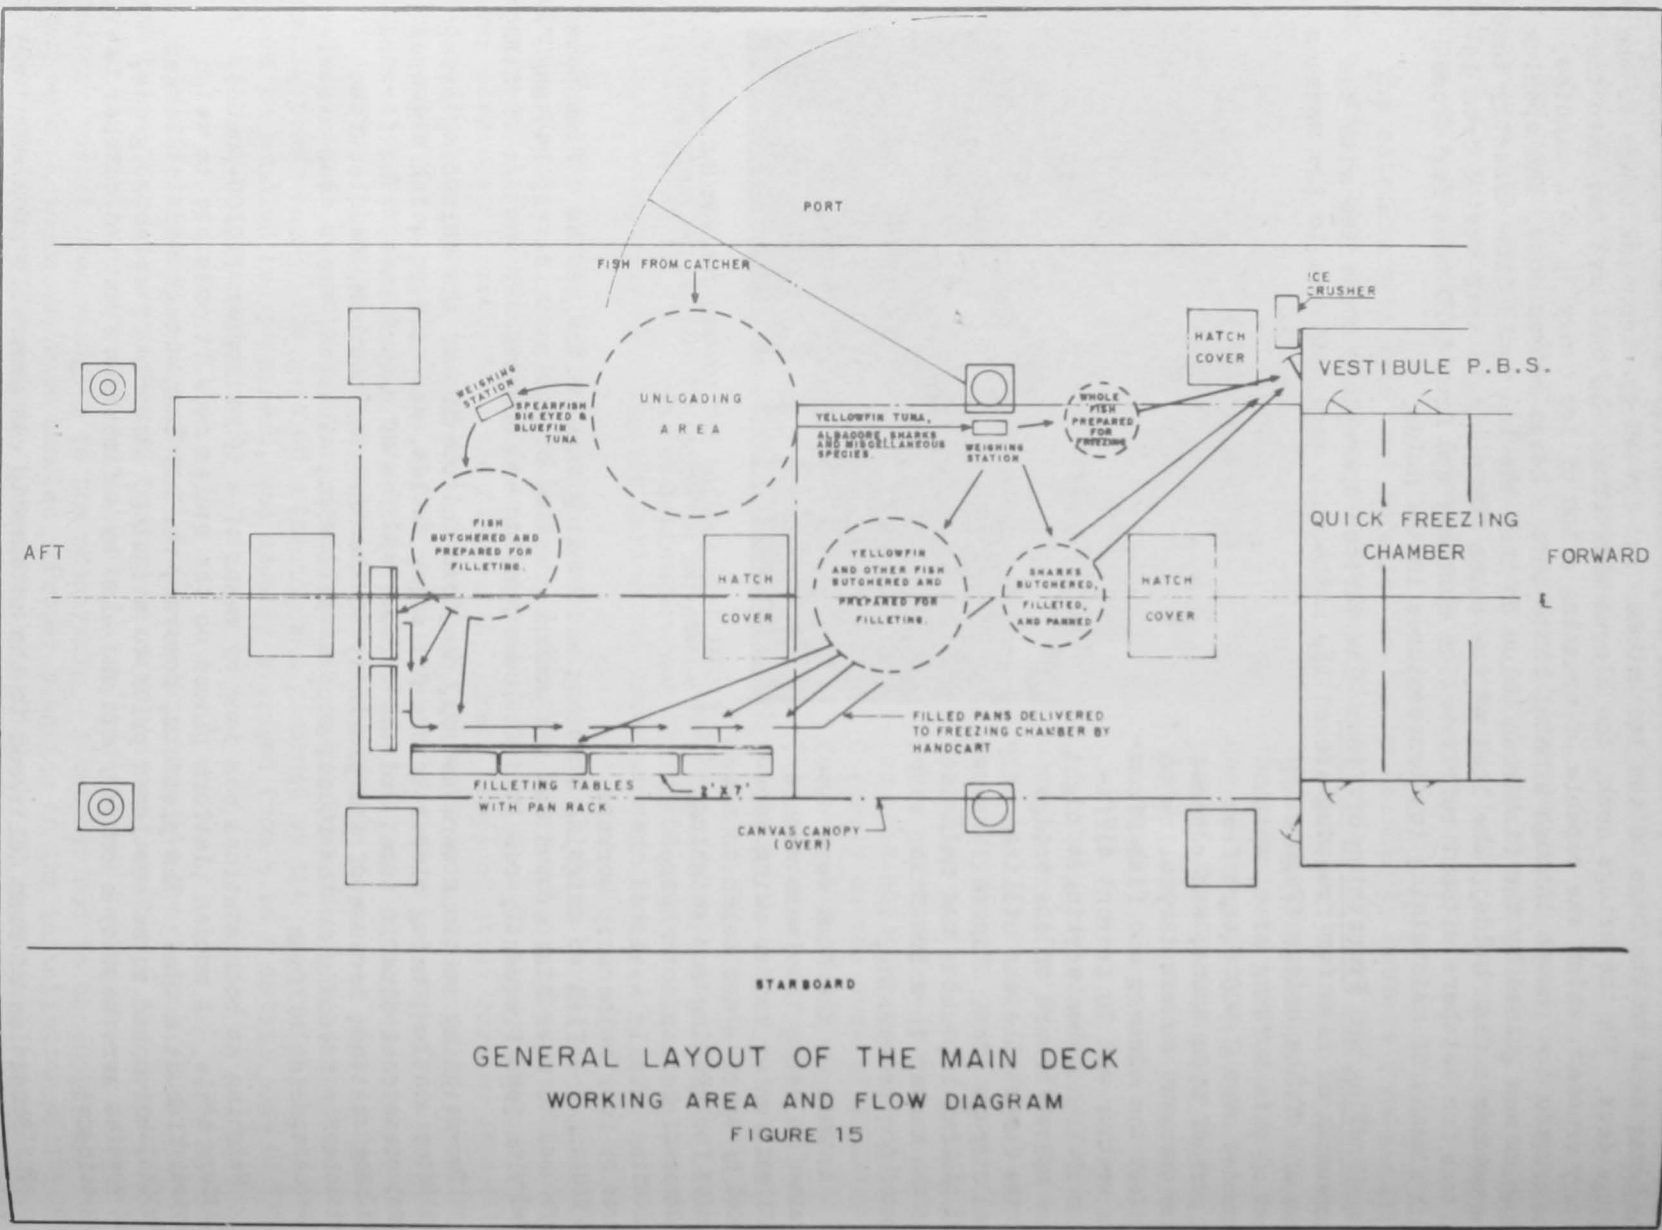 PORT
FISH FROM CATCHER
ICE
CRUSHER
HATCH
COVER
VESTIBULE P.B.S.
WEIGHING
STATION
SPEARFISH
BIG EYED &
BLUEFIN
TUNA
UNLOADING
AREA
YELLOWFIN TUNA,
ALBACORE, SHARKS
AND MISCELLANEOUS
SPECIES.
WEIGHING
STATION
WHOLE
FISH
PREPARED
FOR
FREEZING
AFT
FISH
BUTCHERED AND
PREPARED FOR
FILLETING.
HATCH
COVER
YELLOWFIN
AND OTHER FISH
BUTCHERED AND
PREPARED FOR
FILLETING.
SHARKS
BUTCHERED,
FILLETED,
AND PANNED
HATCH
COVER
QUICK FREEZING
CHAMBER
FORWARD
℄
FILLED PANS DELIVERED
TO FREEZING CHAMBER BY
HANDCART
FILLETING TABLES
WITH PAN RACK
2' X 7'
CANVAS CANOPY
(OVER)
STARBOARD
GENERAL LAYOUT OF THE MAIN DECK
WORKING AREA AND FLOW DIAGRAM
FIGURE 15